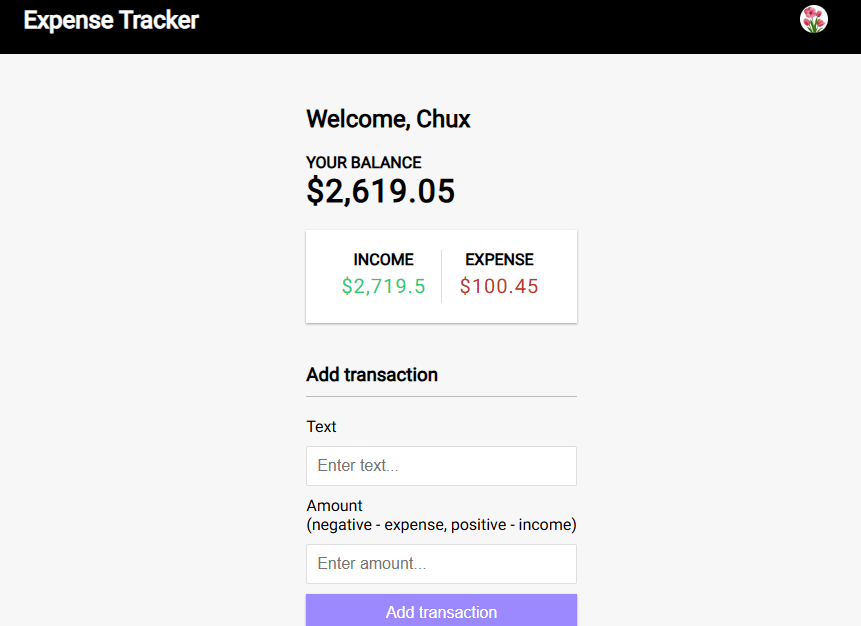 Expense Tracker
Welcome, Chux
YOUR BALANCE
$2,619.05
INCOME EXPENSE
$2,719.5 $100.45
Add transaction
Text
Enter text...
Amount
(negative - expense, positive - income)
Enter amount...
Add transaction